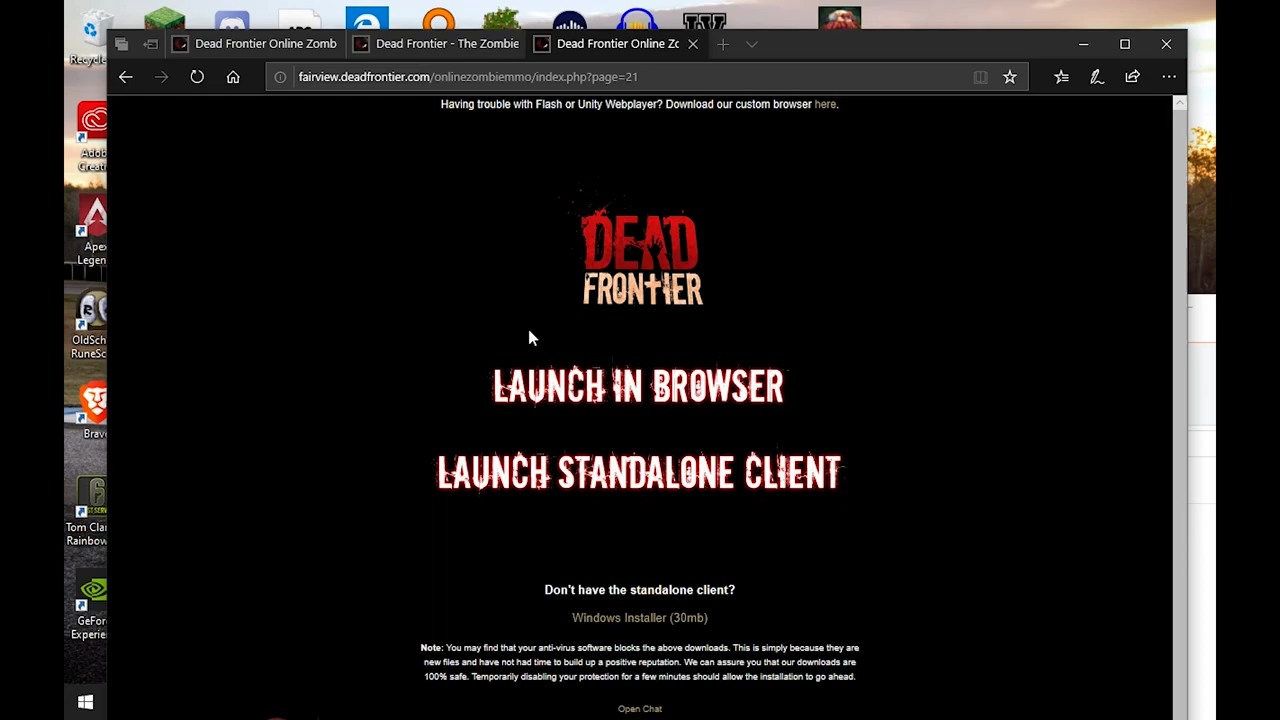 Recycle
Dead Frontier Online Zomb
Dead Frontier - The Zombie
Dead Frontier Online Zc
fairview.deadfrontier.com/onlinezombiemmo/index.php?page=21
Having trouble with Flash or Unity Webplayer? Download our custom browser here.
DEAD
FRONTIER
LAUNCH IN BROWSER
LAUNCH STANDALONE CLIENT
Don't have the standalone client?
Windows Installer (30mb)
Note: You may find that your anti-virus software blocks the above downloads. This is simply because they are
new files and have not had time to build up a positive reputation. We can assure you that our downloads are
100% safe. Temporarily disabling your protection for a few minutes should allow the installation to go ahead.
Open Chat
Adob
Creati
Apex
Legen
OldSch
RuneSc
Brav
Tom Cla
Rainbow
GeFor
Experie